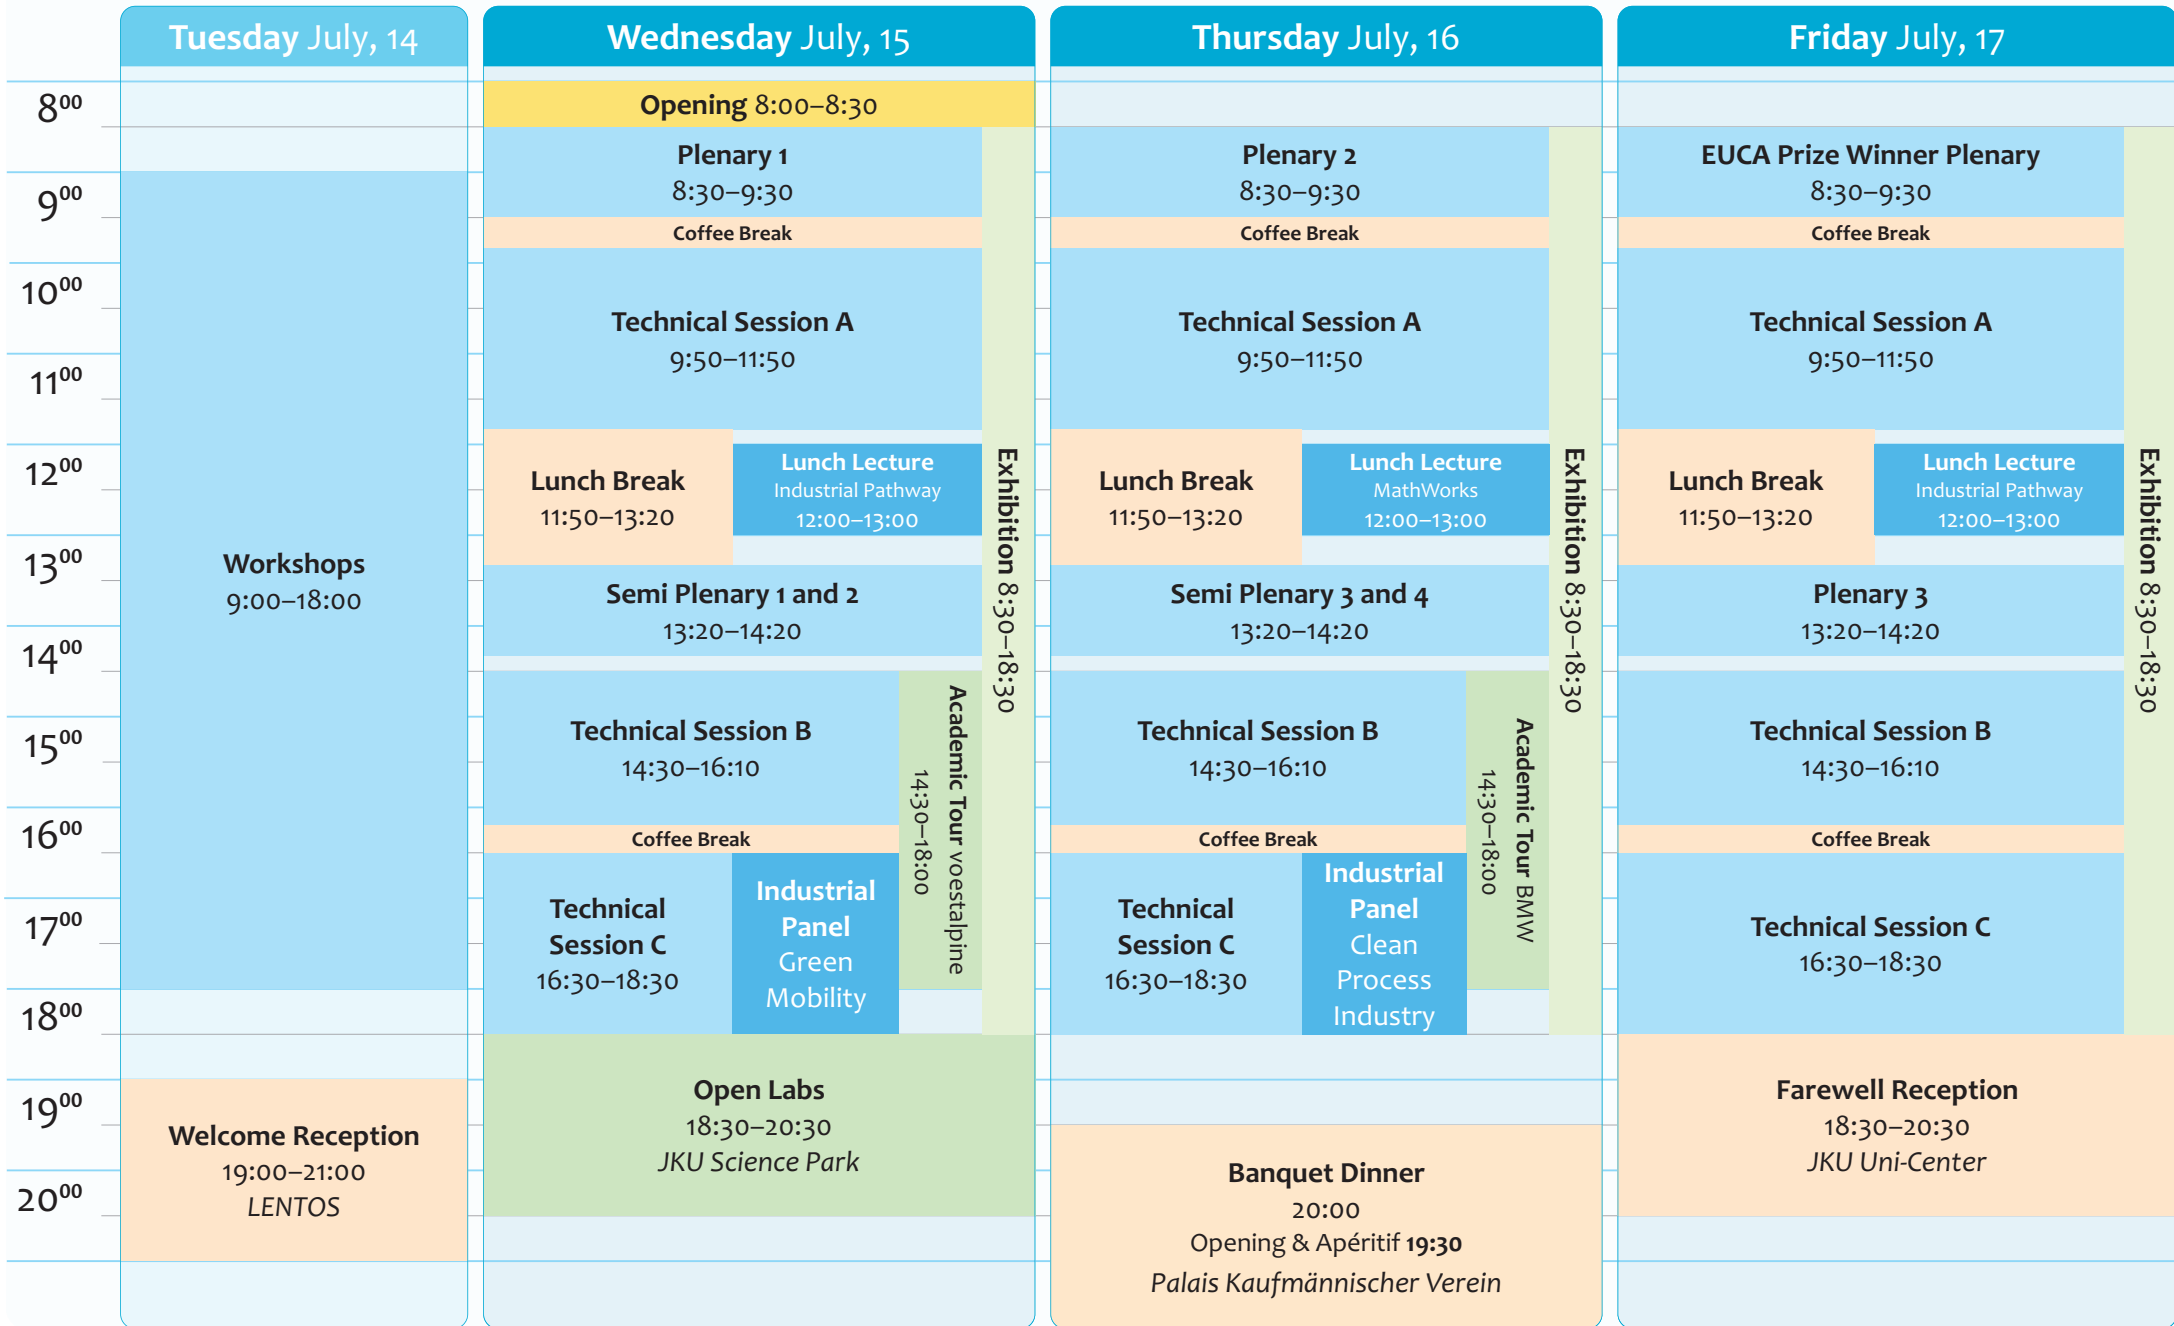 Tuesday July, 14
Wednesday July, 15
Thursday July, 16
Friday July, 17
8⁰⁰
9⁰⁰
10⁰⁰
11⁰⁰
12⁰⁰
13⁰⁰
14⁰⁰
15⁰⁰
16⁰⁰
17⁰⁰
18⁰⁰
19⁰⁰
20⁰⁰
Workshops
9:00–18:00
Welcome Reception
19:00–21:00
LENTOS
Opening 8:00–8:30
Plenary 1
8:30–9:30
Coffee Break
Technical Session A
9:50–11:50
Lunch Break
11:50–13:20
Lunch Lecture
Industrial Pathway
12:00–13:00
Semi Plenary 1 and 2
13:20–14:20
Technical Session B
14:30–16:10
Coffee Break
Technical
Session C
16:30–18:30
Industrial
Panel
Green
Mobility
Academic Tour voestalpine
14:30–18:00
Exhibition 8:30–18:30
Open Labs
18:30–20:30
JKU Science Park
Plenary 2
8:30–9:30
Coffee Break
Technical Session A
9:50–11:50
Lunch Break
11:50–13:20
Lunch Lecture
MathWorks
12:00–13:00
Semi Plenary 3 and 4
13:20–14:20
Technical Session B
14:30–16:10
Coffee Break
Technical
Session C
16:30–18:30
Industrial
Panel
Clean
Process
Industry
Academic Tour BMW
14:30–18:00
Exhibition 8:30–18:30
Banquet Dinner
20:00
Opening & Apéritif 19:30
Palais Kaufmännischer Verein
EUCA Prize Winner Plenary
8:30–9:30
Coffee Break
Technical Session A
9:50–11:50
Lunch Break
11:50–13:20
Lunch Lecture
Industrial Pathway
12:00–13:00
Plenary 3
13:20–14:20
Technical Session B
14:30–16:10
Coffee Break
Technical Session C
16:30–18:30
Exhibition 8:30–18:30
Farewell Reception
18:30–20:30
JKU Uni-Center